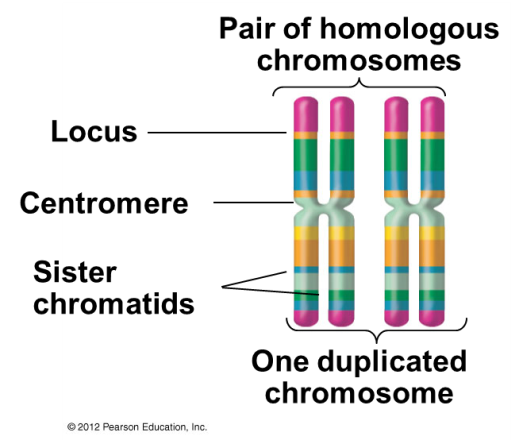 Pair of homologous
chromosomes
Locus
Centromere
Sister
chromatids
One duplicated
chromosome
© 2012 Pearson Education, Inc.